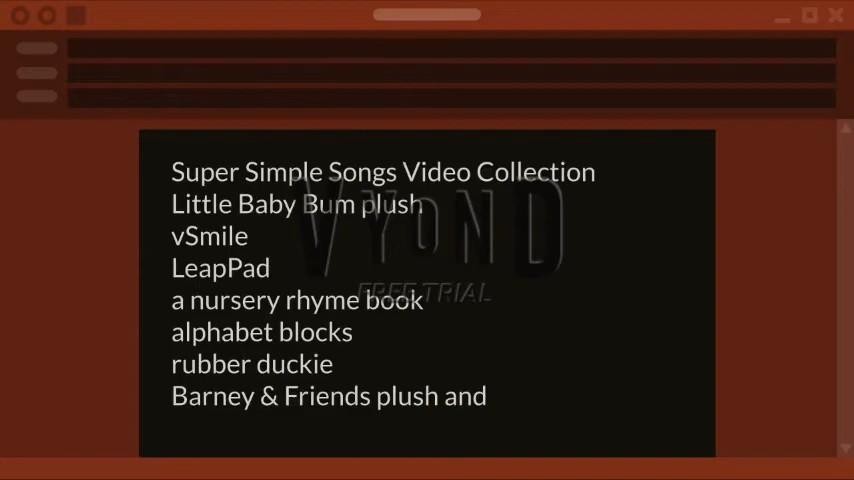 Super Simple Songs Video Collection
Little Baby Bum plush
vSmile
LeapPad
a nursery rhyme book
alphabet blocks
rubber duckie
Barney & Friends plush and
VYOND
FREE TRIAL